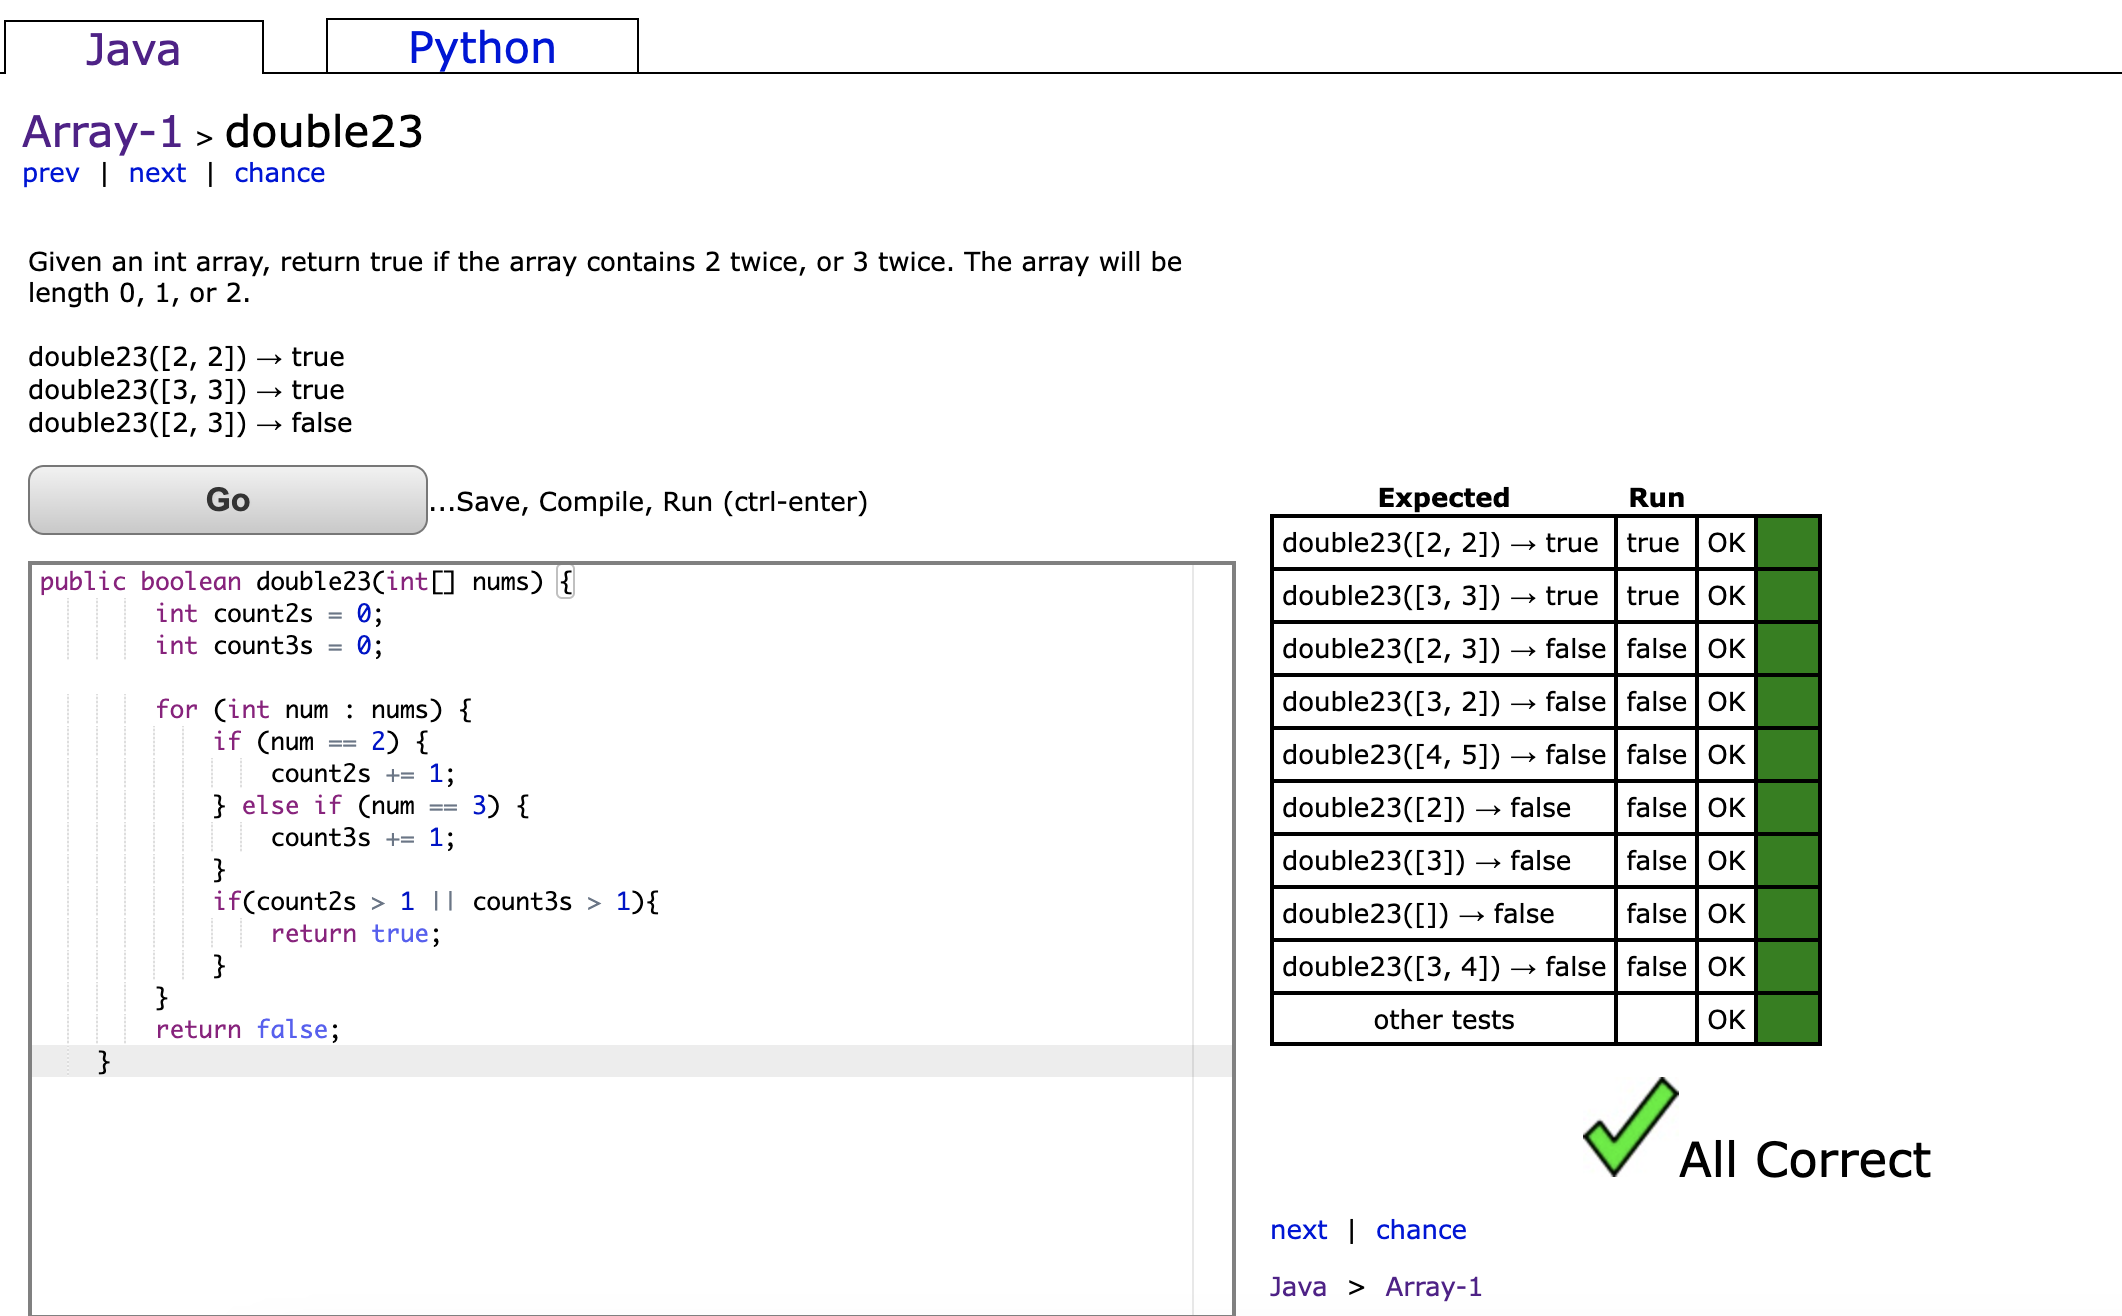 Java
Python
Array-1 > double23
prev | next | chance
Given an int array, return true if the array contains 2 twice, or 3 twice. The array will be
length 0, 1, or 2.
double23([2, 2]) → true
double23([3, 3]) → true
double23([2, 3]) → false
Go
...Save, Compile, Run (ctrl-enter)
public boolean double23(int[] nums) {
        int count2s = 0;
        int count3s = 0;

        for (int num : nums) {
            if (num == 2) {
                count2s += 1;
            } else if (num == 3) {
                count3s += 1;
            }
            if(count2s > 1 || count3s > 1){
                return true;
            }
        }
        return false;
    }
Expected Run
double23([2, 2]) → true true OK
double23([3, 3]) → true true OK
double23([2, 3]) → false false OK
double23([3, 2]) → false false OK
double23([4, 5]) → false false OK
double23([2]) → false false OK
double23([3]) → false false OK
double23([]) → false false OK
double23([3, 4]) → false false OK
other tests OK
All Correct
next | chance
Java > Array-1